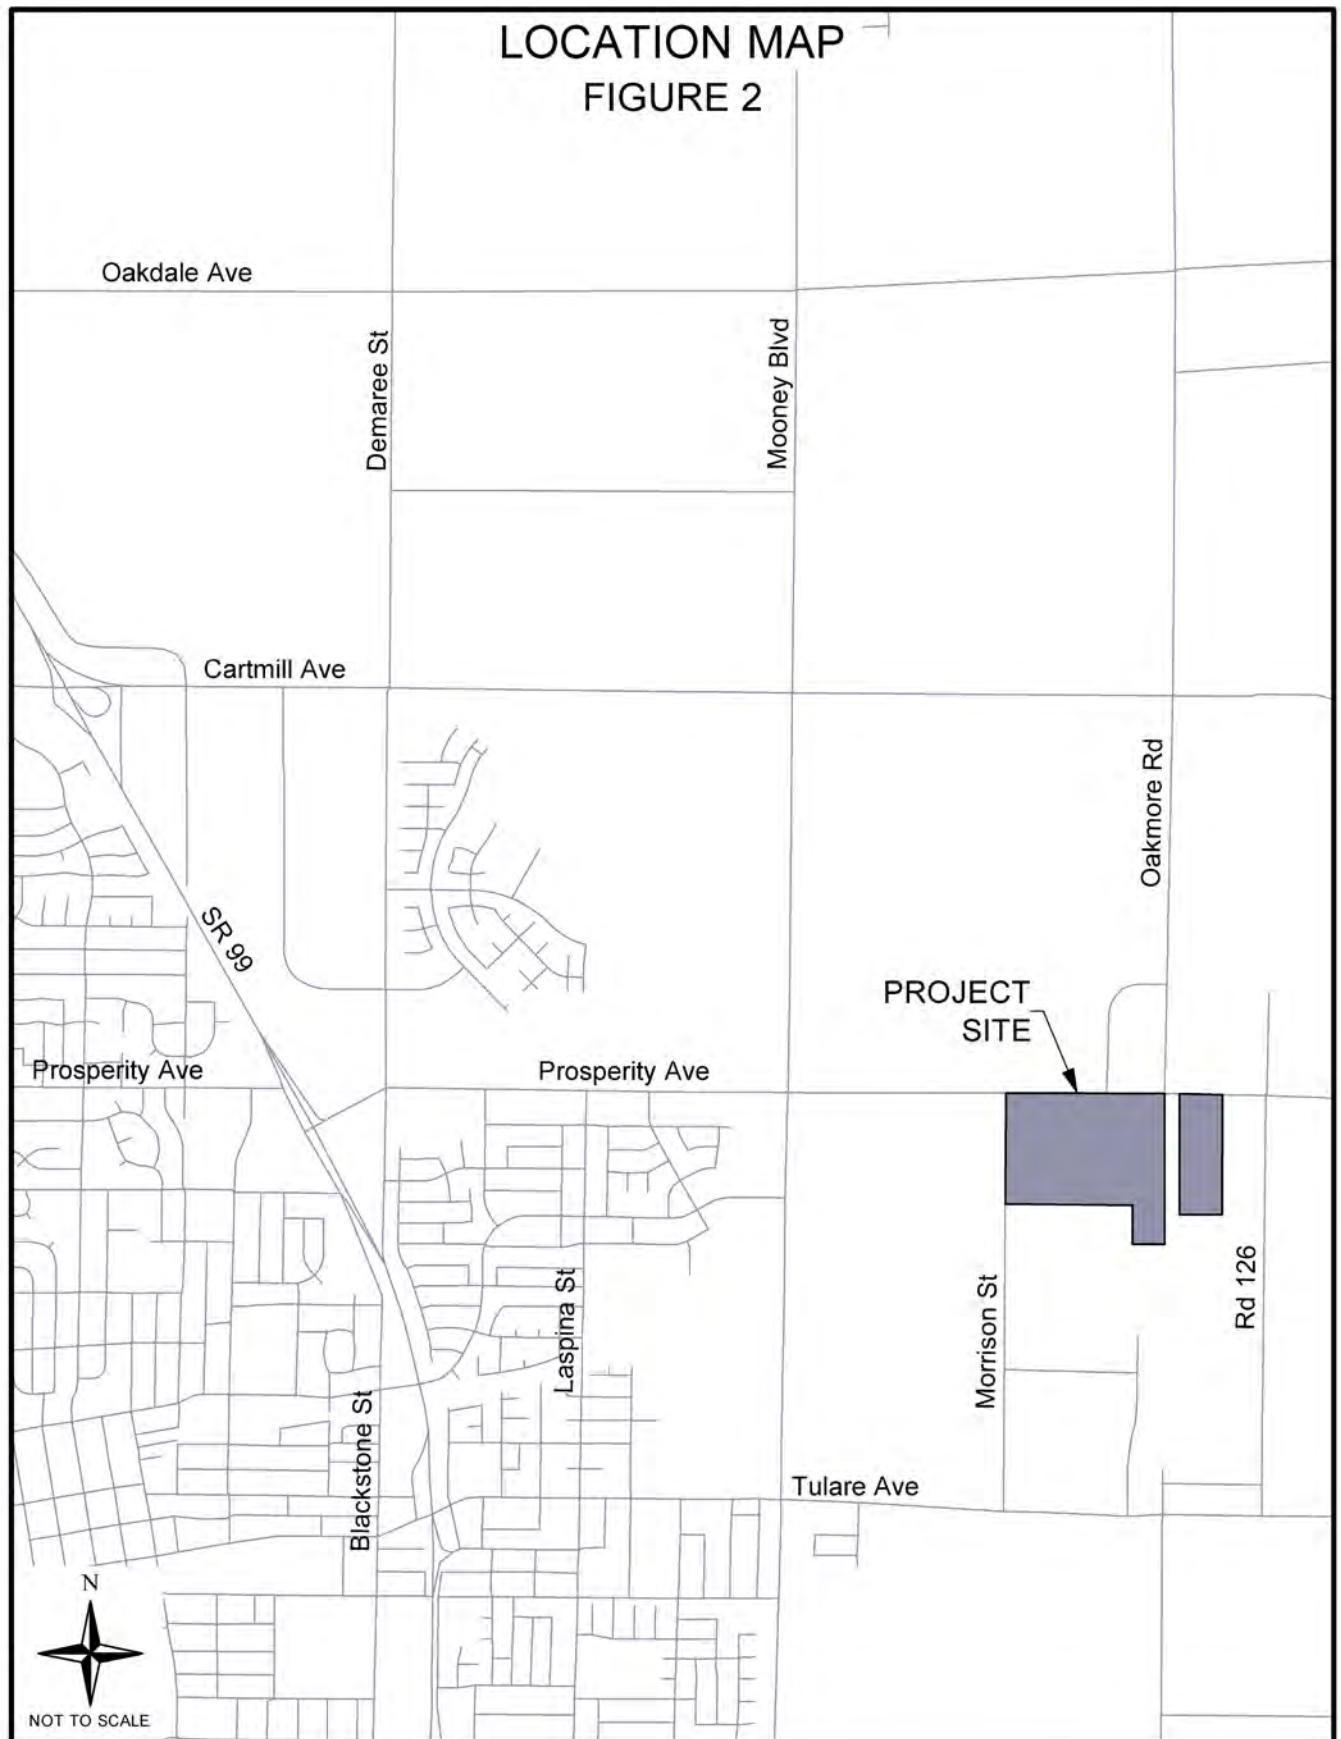 LOCATION MAP
FIGURE 2
Oakdale Ave
Demaree St
Mooney Blvd
Cartmill Ave
Oakmore Rd
SR 99
PROJECT
SITE
Prosperity Ave
Prosperity Ave
Rd 126
Laspina St
Morrison St
Blackstone St
Tulare Ave
N
NOT TO SCALE